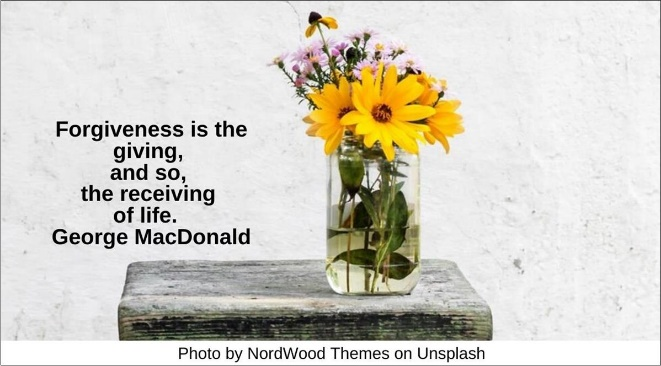 Forgiveness is the
giving,
and so,
the receiving
of life.
George MacDonald
Photo by NordWood Themes on Unsplash